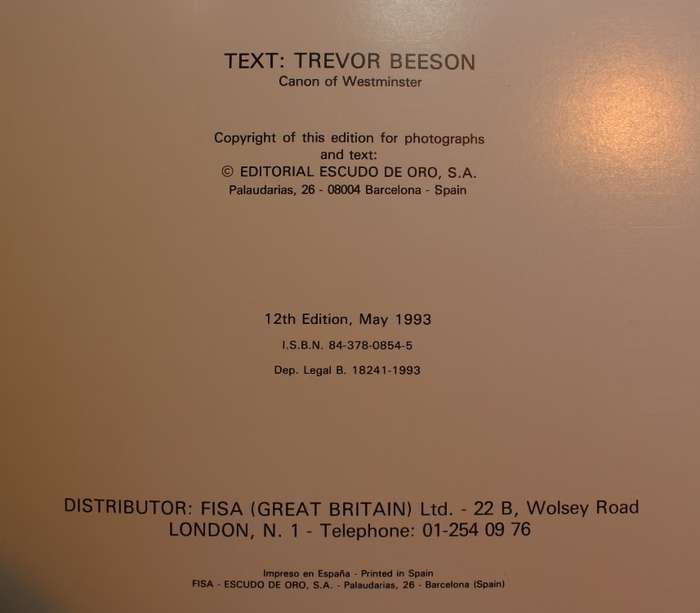 TEXT: TREVOR BEESON
Canon of Westminster
Copyright of this edition for photographs
and text:
© EDITORIAL ESCUDO DE ORO, S.A.
Palaudarias, 26 - 08004 Barcelona - Spain
12th Edition, May 1993
I.S.B.N. 84-378-0854-5
Dep. Legal B. 18241-1993
DISTRIBUTOR: FISA (GREAT BRITAIN) Ltd. - 22 B, Wolsey Road
LONDON, N. 1 - Telephone: 01-254 09 76
Impreso en España - Printed in Spain
FISA - ESCUDO DE ORO, S.A. - Palaudarias, 26 - Barcelona (Spain)